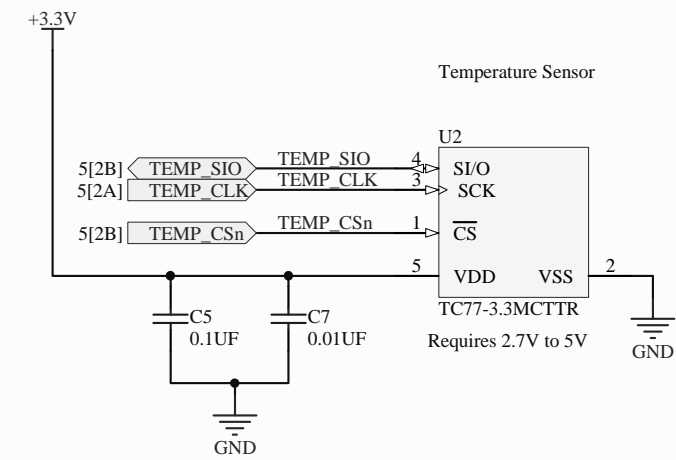 +3.3V
Temperature Sensor
U2
5[2B] TEMP_SIO TEMP_SIO 4 SI/O
5[2A] TEMP_CLK TEMP_CLK 3 SCK
5[2B] TEMP_CSn TEMP_CSn 1 CS
5 VDD VSS 2
TC77-3.3MCTTR
C5 C7
0.1UF 0.01UF
Requires 2.7V to 5V
GND
GND